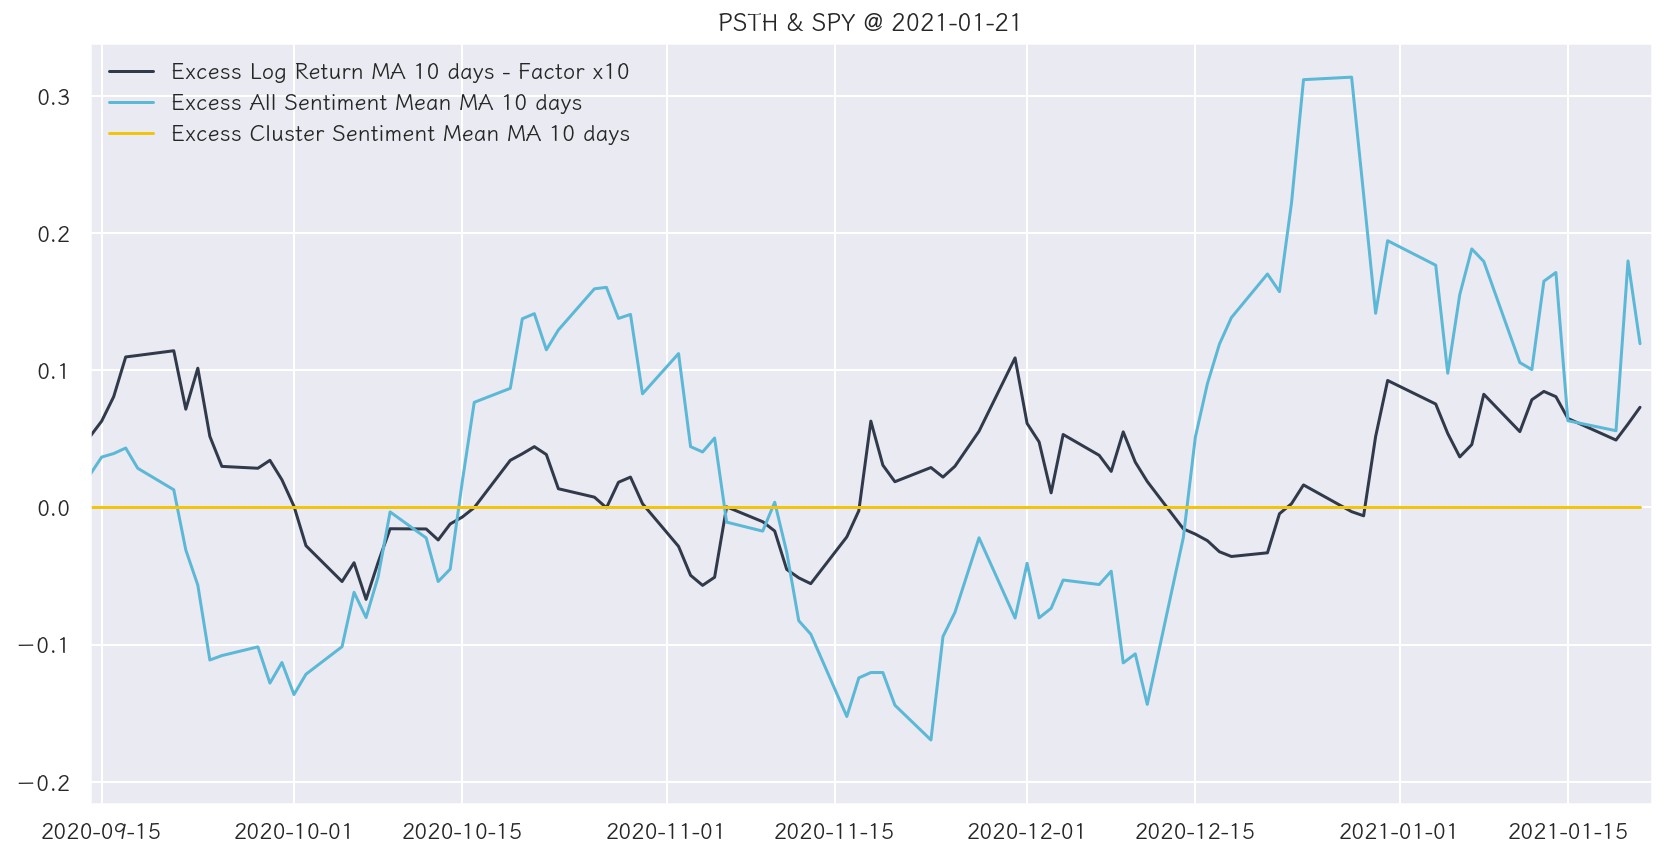 PSTH & SPY @ 2021-01-21
Excess Log Return MA 10 days - Factor x10
Excess All Sentiment Mean MA 10 days
Excess Cluster Sentiment Mean MA 10 days
0.3
0.2
0.1
0.0
−0.1
−0.2
2020-09-15 2020-10-01 2020-10-15 2020-11-01 2020-11-15 2020-12-01 2020-12-15 2021-01-01 2021-01-15